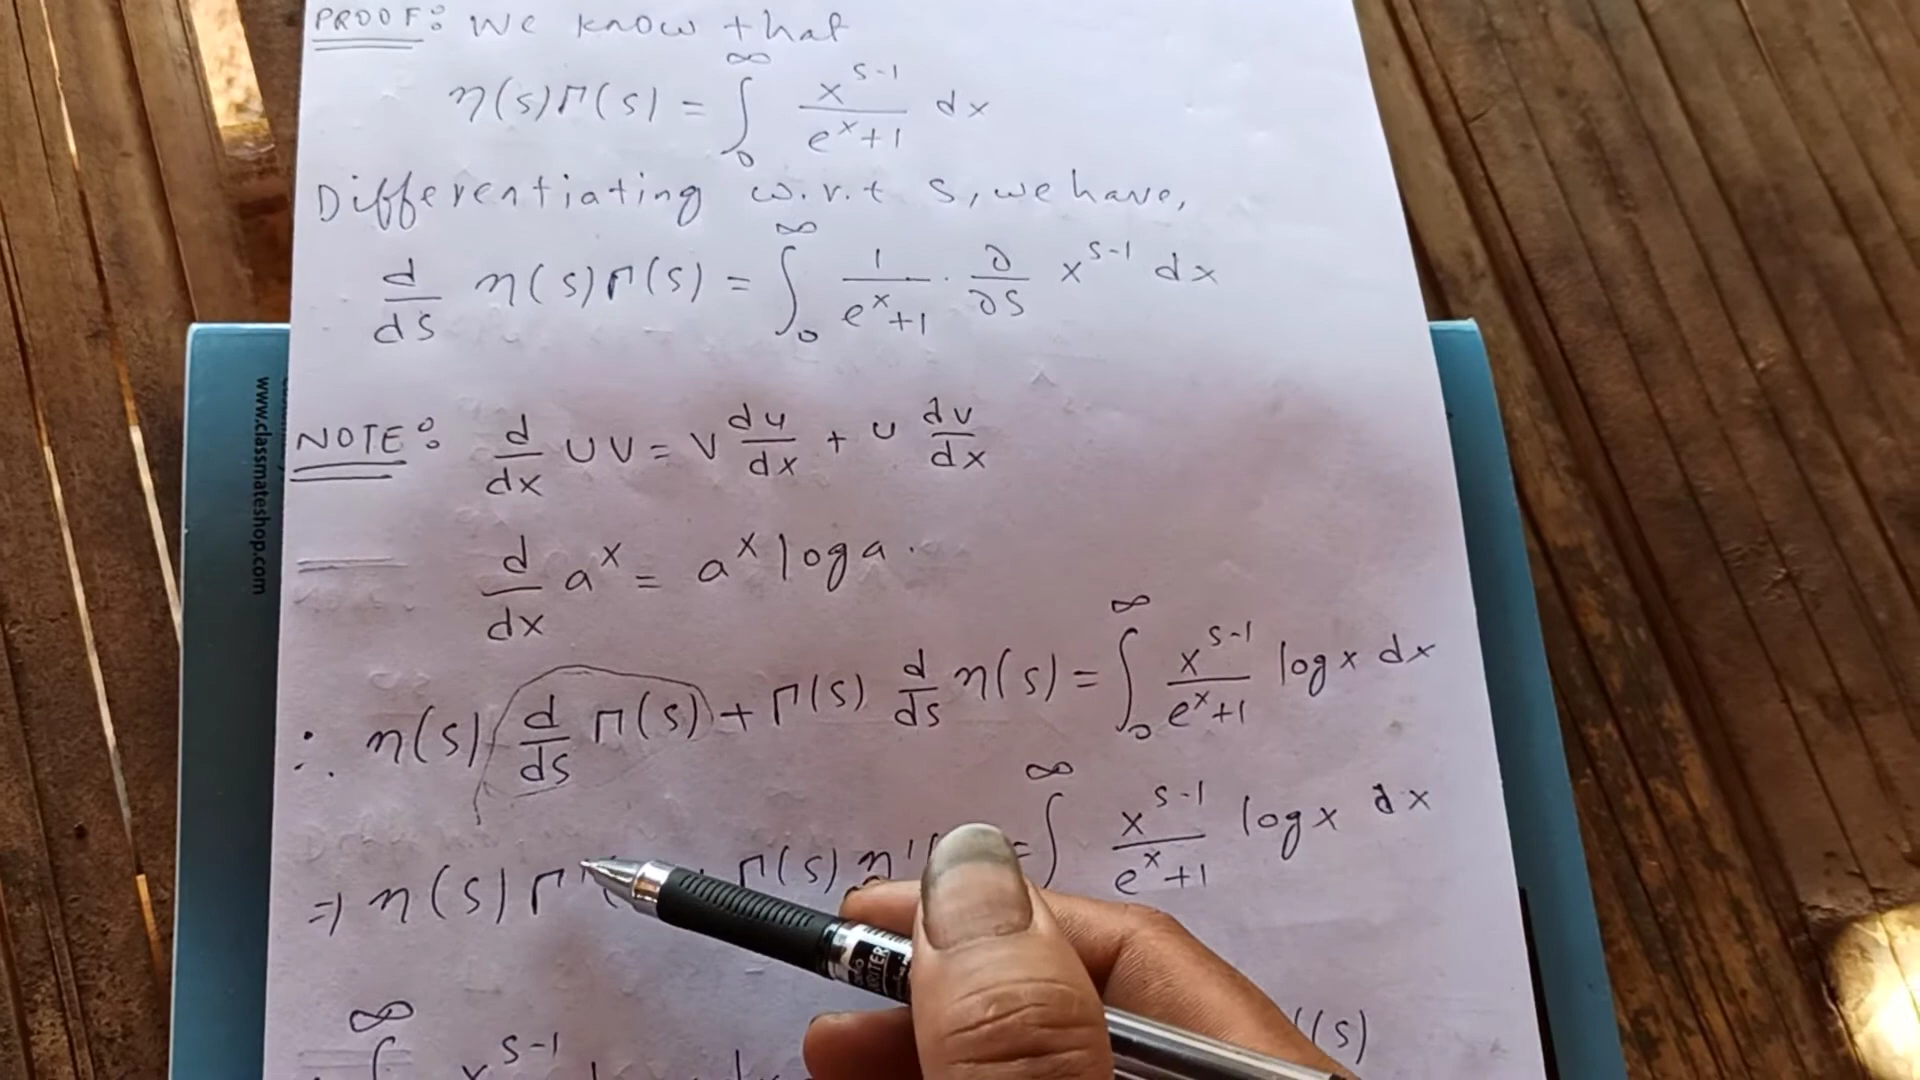 PROOF: We know that
η(s)Γ(s) = ∫₀^∞ x^(s-1)/(e^x+1) dx
Differentiating w.r.t s, we have,
d/ds η(s)Γ(s) = ∫₀^∞ 1/(e^x+1) · ∂/∂s x^(s-1) dx
NOTE: d/dx UV = V du/dx + U dv/dx
d/dx a^x = a^x log a.
∴ η(s) d/ds Γ(s) + Γ(s) d/ds η(s) = ∫₀^∞ x^(s-1)/(e^x+1) log x dx
⇒ η(s) Γ'( Γ(s) η'( = ∫^∞ x^(s-1)/(e^x+1) log x dx
∫^∞ x^(s-1) '(s)
www.classmateshop.com